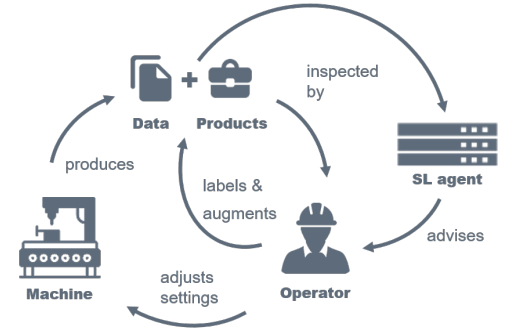 inspected
by
+
Data
Products
SL agent
produces
labels &
augments
advises
adjusts
settings
Machine
Operator